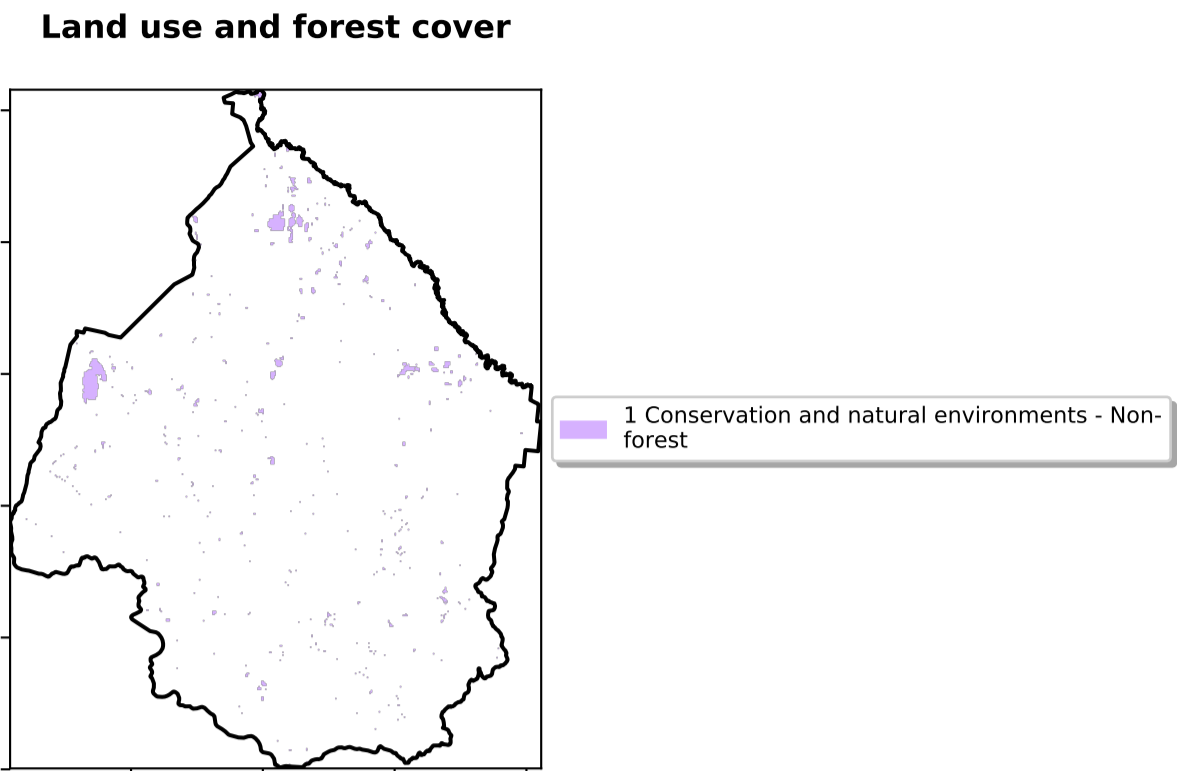 Land use and forest cover
1 Conservation and natural environments - Non-
forest